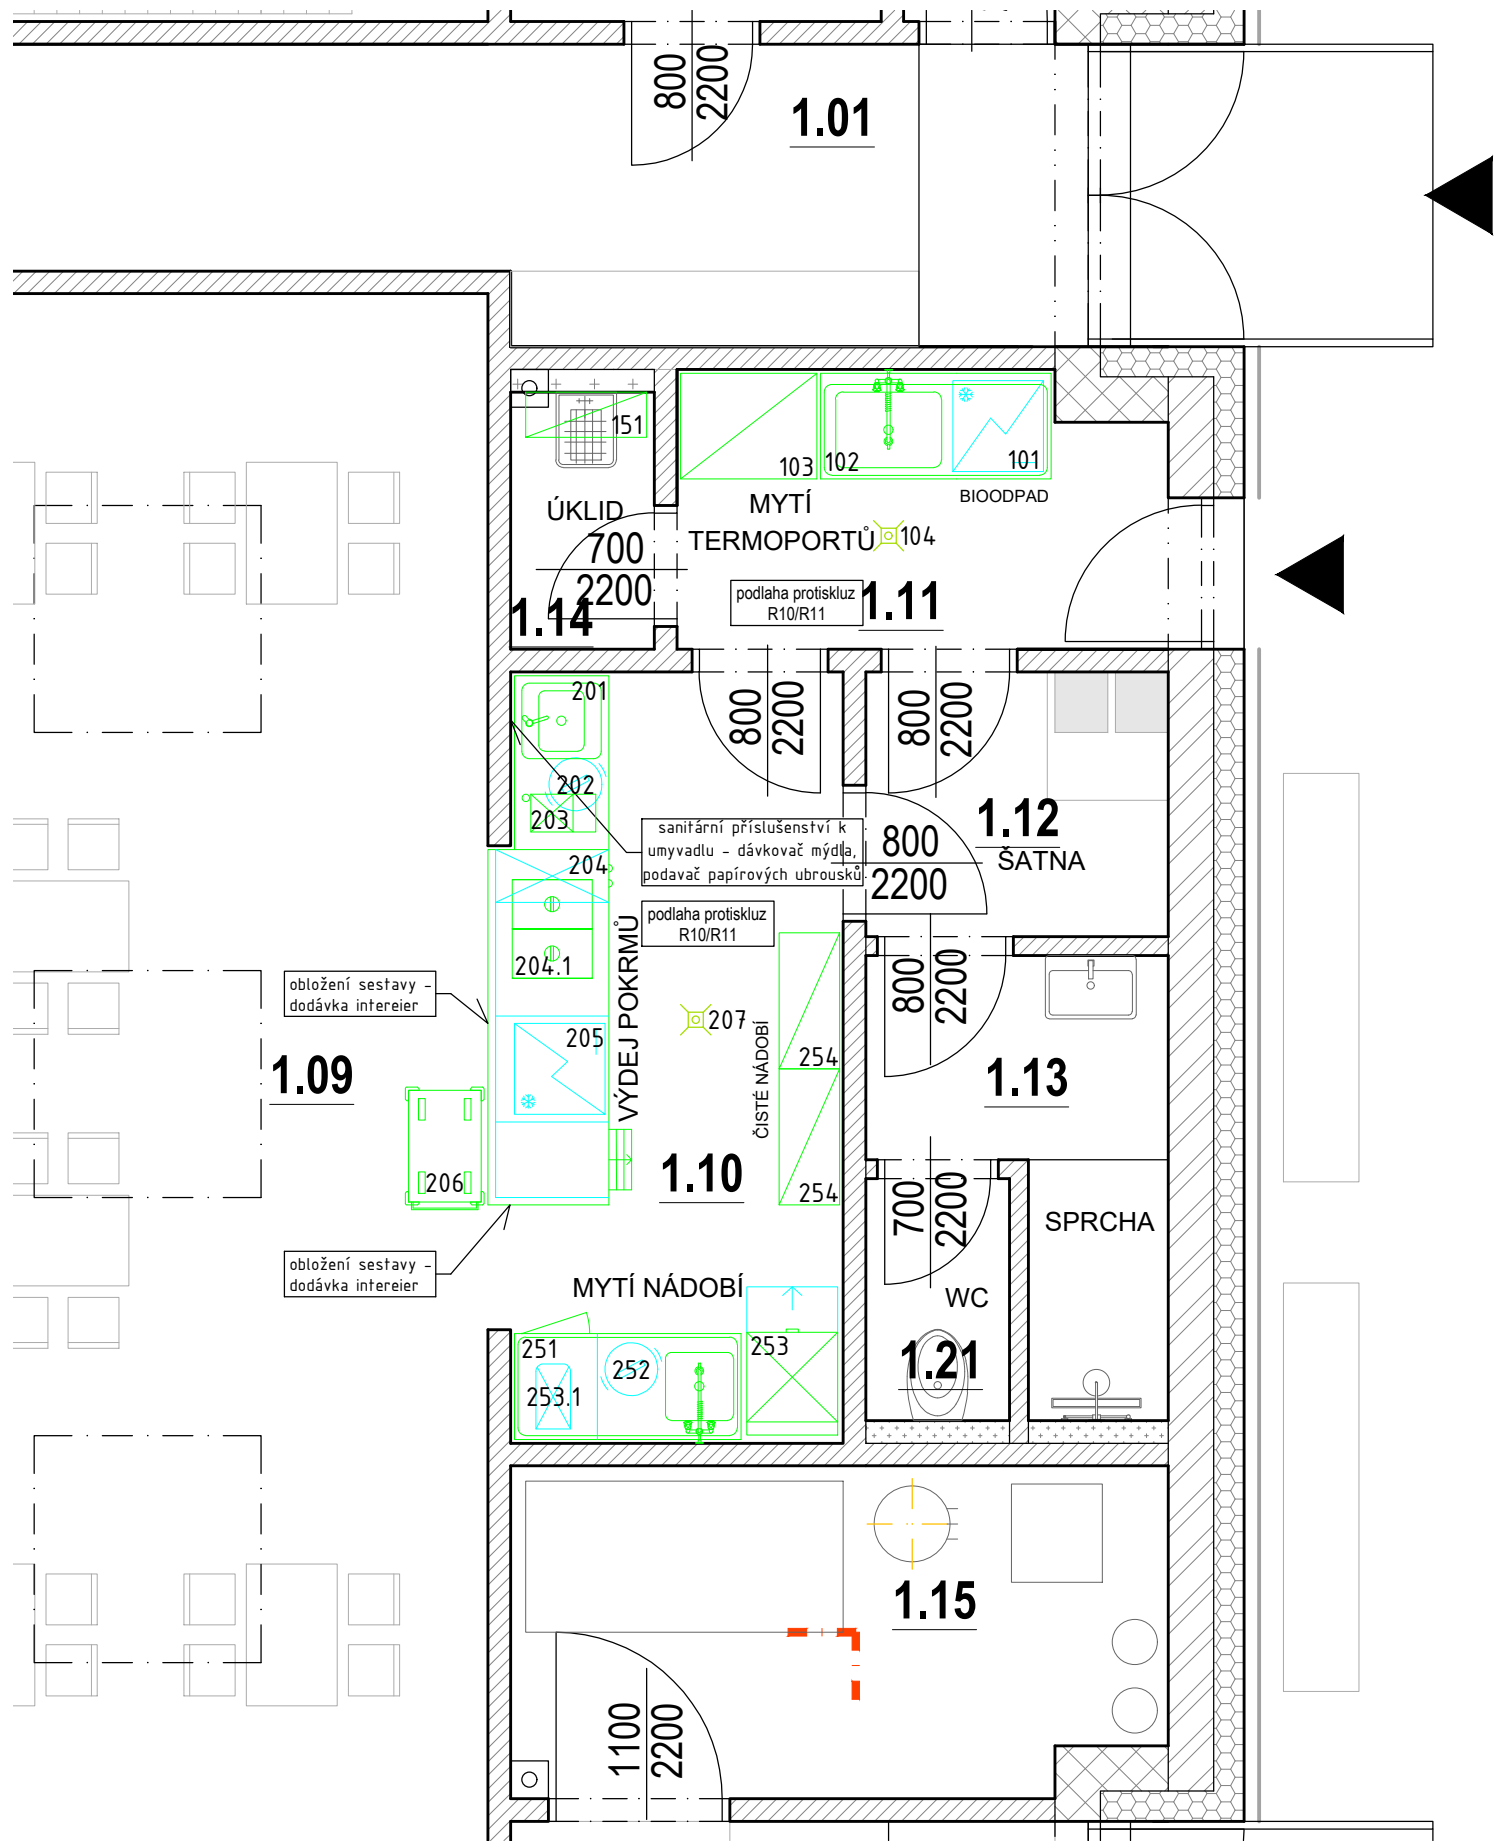 800
2200
1.01
151
103
102
101
BIOODPAD
ÚKLID
MYTÍ
TERMOPORTŮ
104
700
2200
1.14
podlaha protiskluz
R10/R11
1.11
201
800
2200
800
2200
202
203
sanitární příslušenství k
umyvadlu - dávkovač mýdla,
podavač papírových ubrousků
1.12
ŠATNA
800
2200
204
podlaha protiskluz
R10/R11
204.1
obložení sestavy -
dodávka intereier
VÝDEJ POKRMŮ
207
205
ČISTÉ NÁDOBÍ
254
254
800
2200
1.09
1.13
206
1.10
700
2200
SPRCHA
obložení sestavy -
dodávka intereier
MYTÍ NÁDOBÍ
WC
251
252
253
253.1
1.21
1.15
1100
2200